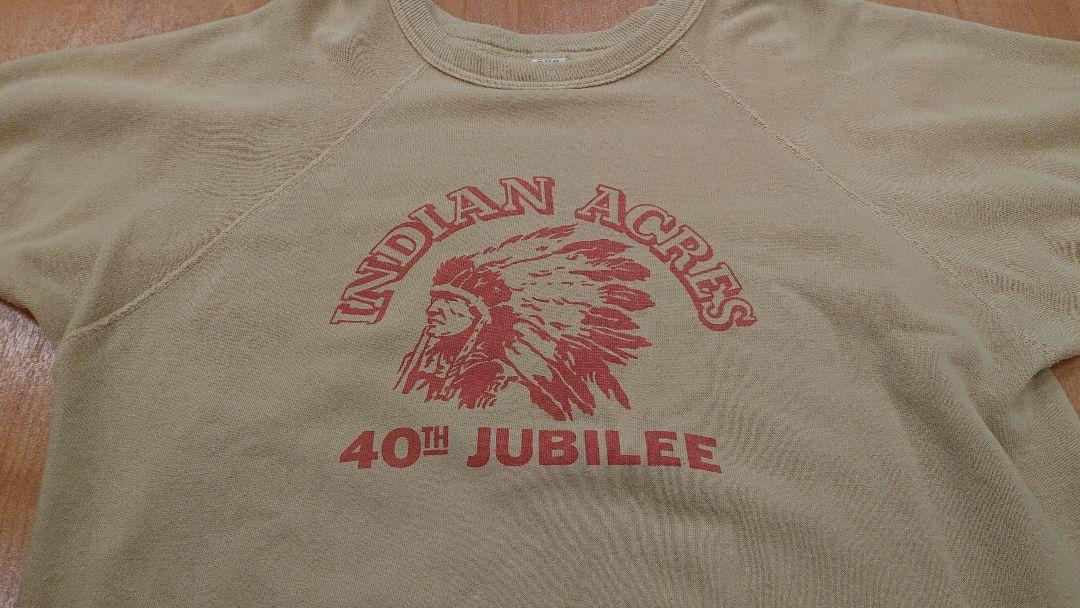 INDIAN ACRES
40TH JUBILEE